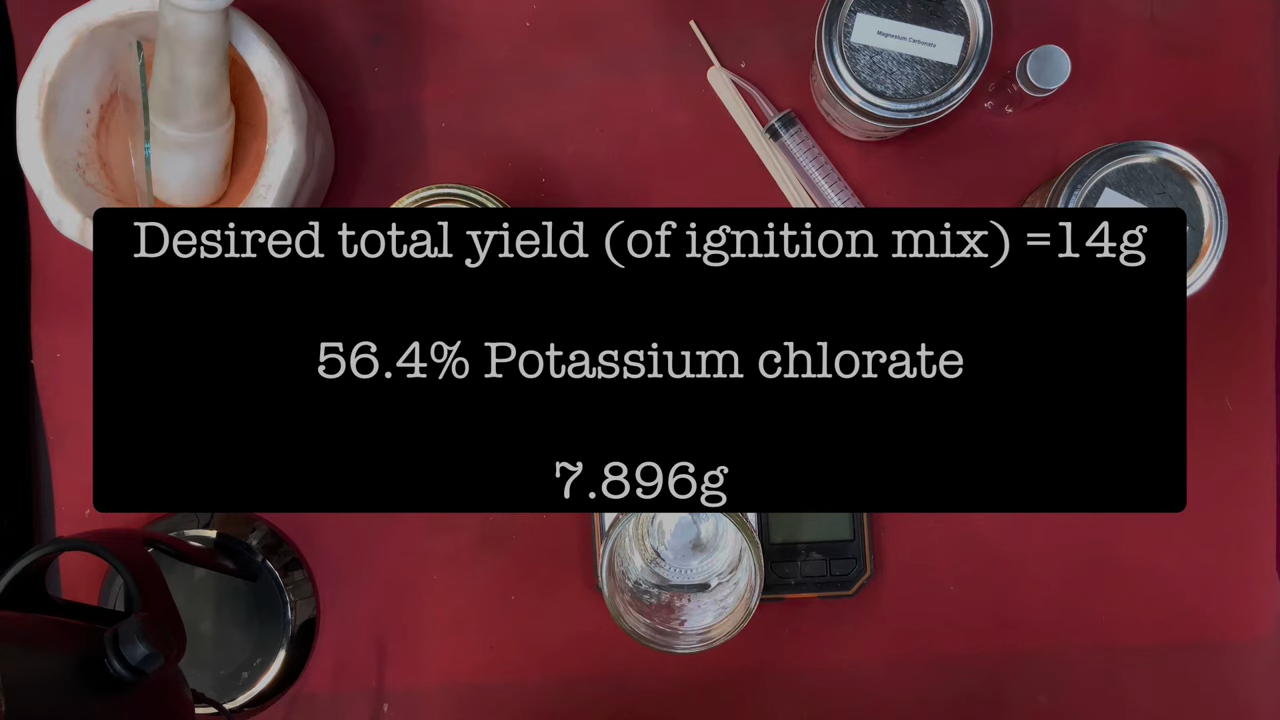 Magnesium Carbonate
Desired total yield (of ignition mix) =14g
56.4% Potassium chlorate
7.896g